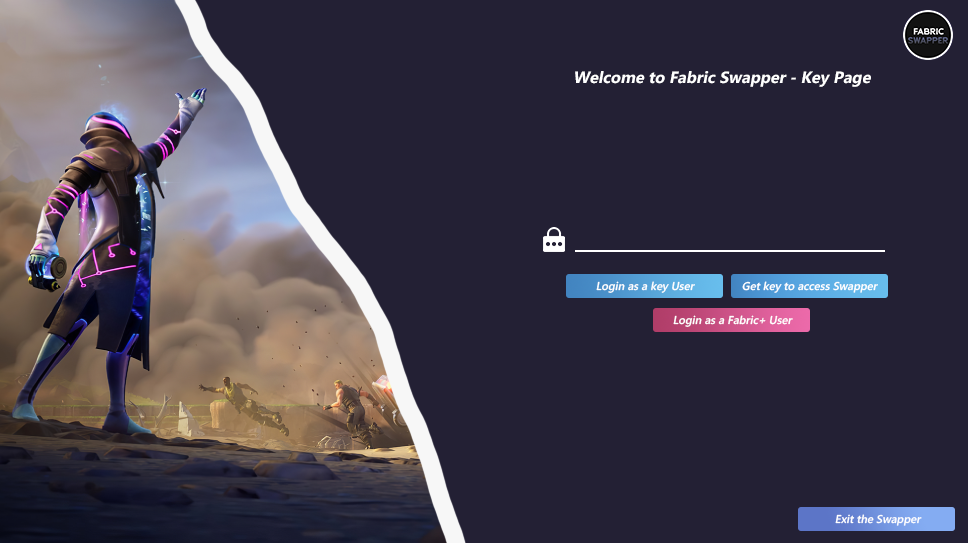 FABRIC
SWAPPER
Welcome to Fabric Swapper - Key Page
Login as a key User
Get key to access Swapper
Login as a Fabric+ User
Exit the Swapper